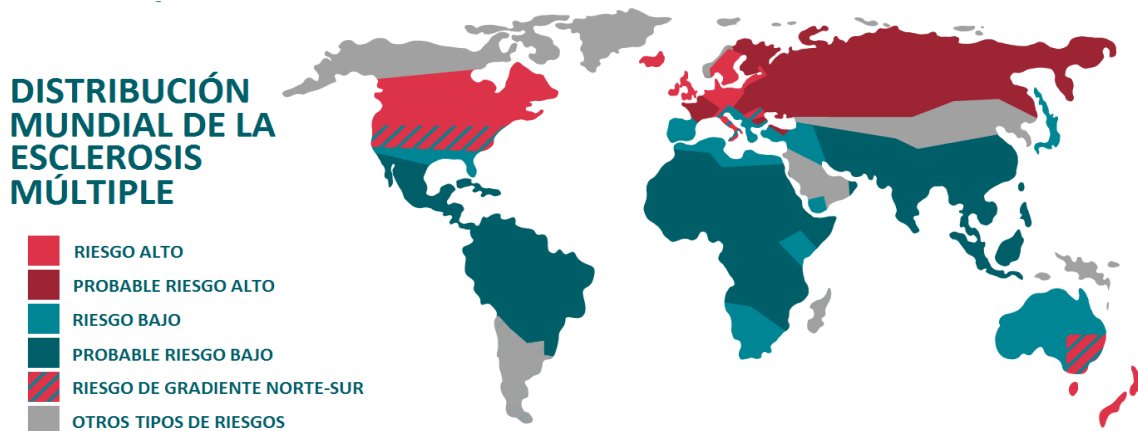 DISTRIBUCIÓN
MUNDIAL DE LA
ESCLEROSIS
MÚLTIPLE
RIESGO ALTO
PROBABLE RIESGO ALTO
RIESGO BAJO
PROBABLE RIESGO BAJO
RIESGO DE GRADIENTE NORTE-SUR
OTROS TIPOS DE RIESGOS